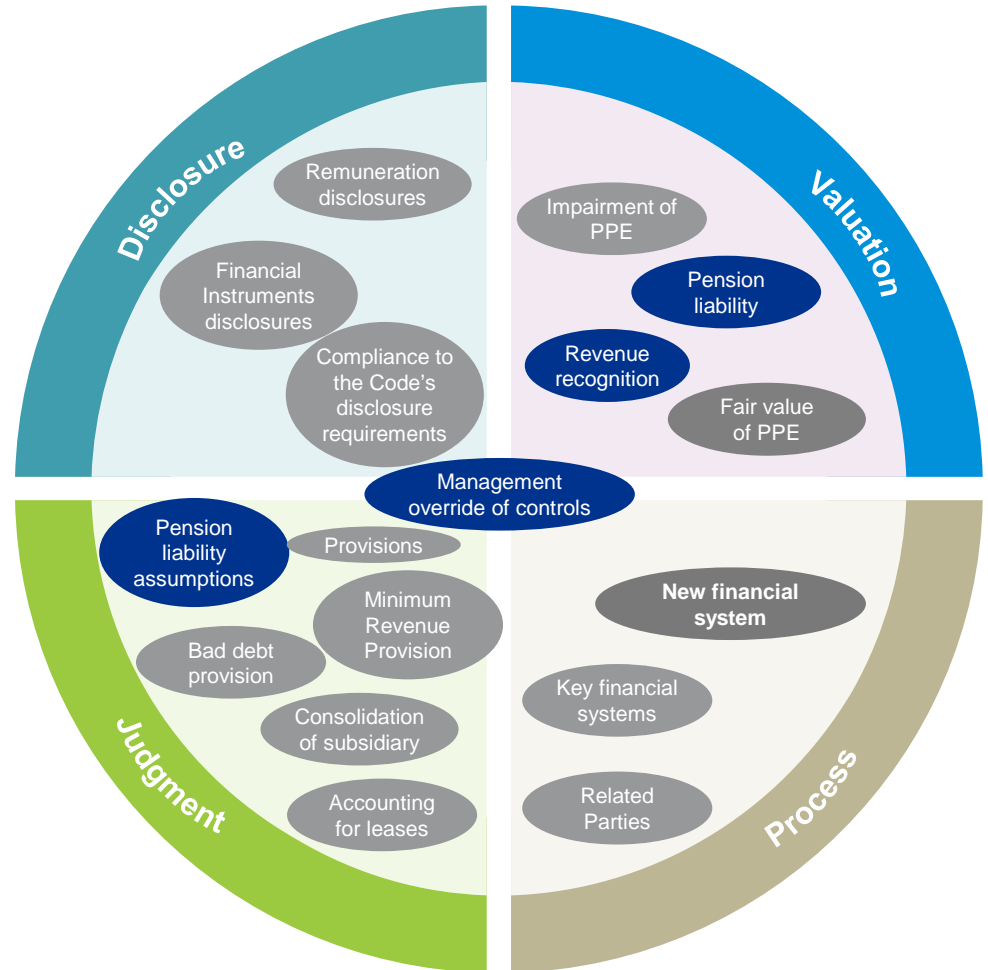 Disclosure
Remuneration
disclosures
Financial
Instruments
disclosures
Compliance to
the Code's
disclosure
requirements
Valuation
Impairment of
PPE
Pension
liability
Revenue
recognition
Fair value
of PPE
Management
override of controls
Judgment
Pension
liability
assumptions
Provisions
Minimum
Revenue
Provision
Bad debt
provision
Consolidation
of subsidiary
Accounting
for leases
Process
New financial
system
Key financial
systems
Related
Parties